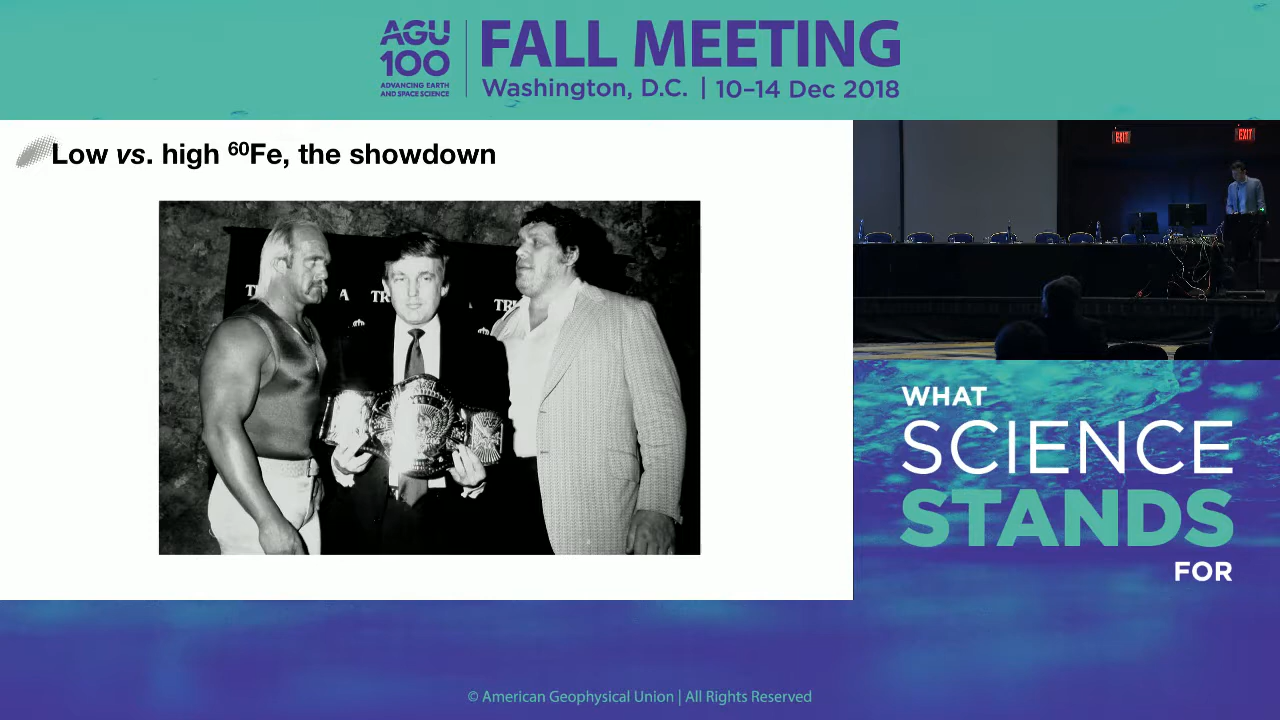 AGU
100
ADVANCING EARTH
AND SPACE SCIENCE
FALL MEETING
Washington, D.C. | 10–14 Dec 2018
Low vs. high ⁶⁰Fe, the showdown
A
TR
EXIT
EXIT
WHAT
SCIENCE
STANDS
FOR
© American Geophysical Union | All Rights Reserved